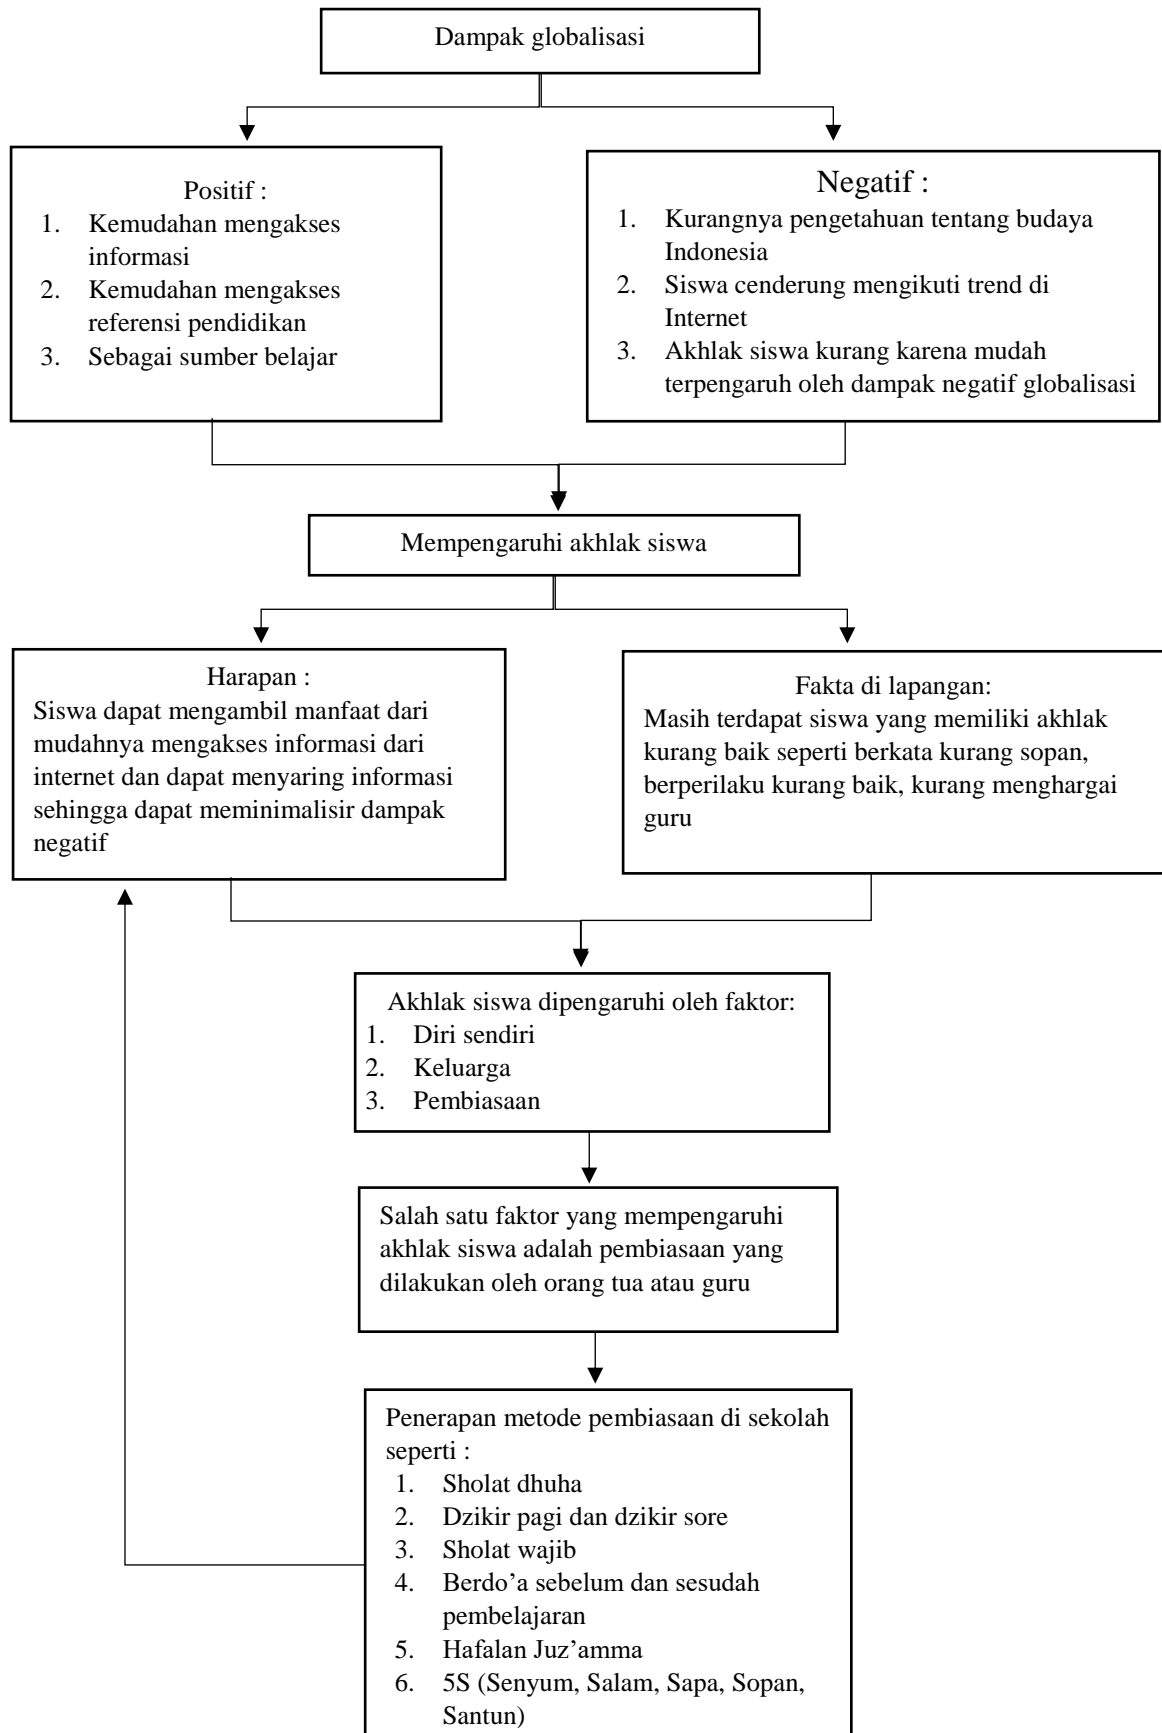 Dampak globalisasi
Positif :
1. Kemudahan mengakses
informasi
2. Kemudahan mengakses
referensi pendidikan
3. Sebagai sumber belajar
Negatif :
1. Kurangnya pengetahuan tentang budaya
Indonesia
2. Siswa cenderung mengikuti trend di
Internet
3. Akhlak siswa kurang karena mudah
terpengaruh oleh dampak negatif globalisasi
Mempengaruhi akhlak siswa
Harapan :
Siswa dapat mengambil manfaat dari
mudahnya mengakses informasi dari
internet dan dapat menyaring informasi
sehingga dapat meminimalisir dampak
negatif
Fakta di lapangan:
Masih terdapat siswa yang memiliki akhlak
kurang baik seperti berkata kurang sopan,
berperilaku kurang baik, kurang menghargai
guru
Akhlak siswa dipengaruhi oleh faktor:
1. Diri sendiri
2. Keluarga
3. Pembiasaan
Salah satu faktor yang mempengaruhi
akhlak siswa adalah pembiasaan yang
dilakukan oleh orang tua atau guru
Penerapan metode pembiasaan di sekolah
seperti :
1. Sholat dhuha
2. Dzikir pagi dan dzikir sore
3. Sholat wajib
4. Berdo’a sebelum dan sesudah
pembelajaran
5. Hafalan Juz’amma
6. 5S (Senyum, Salam, Sapa, Sopan,
Santun)